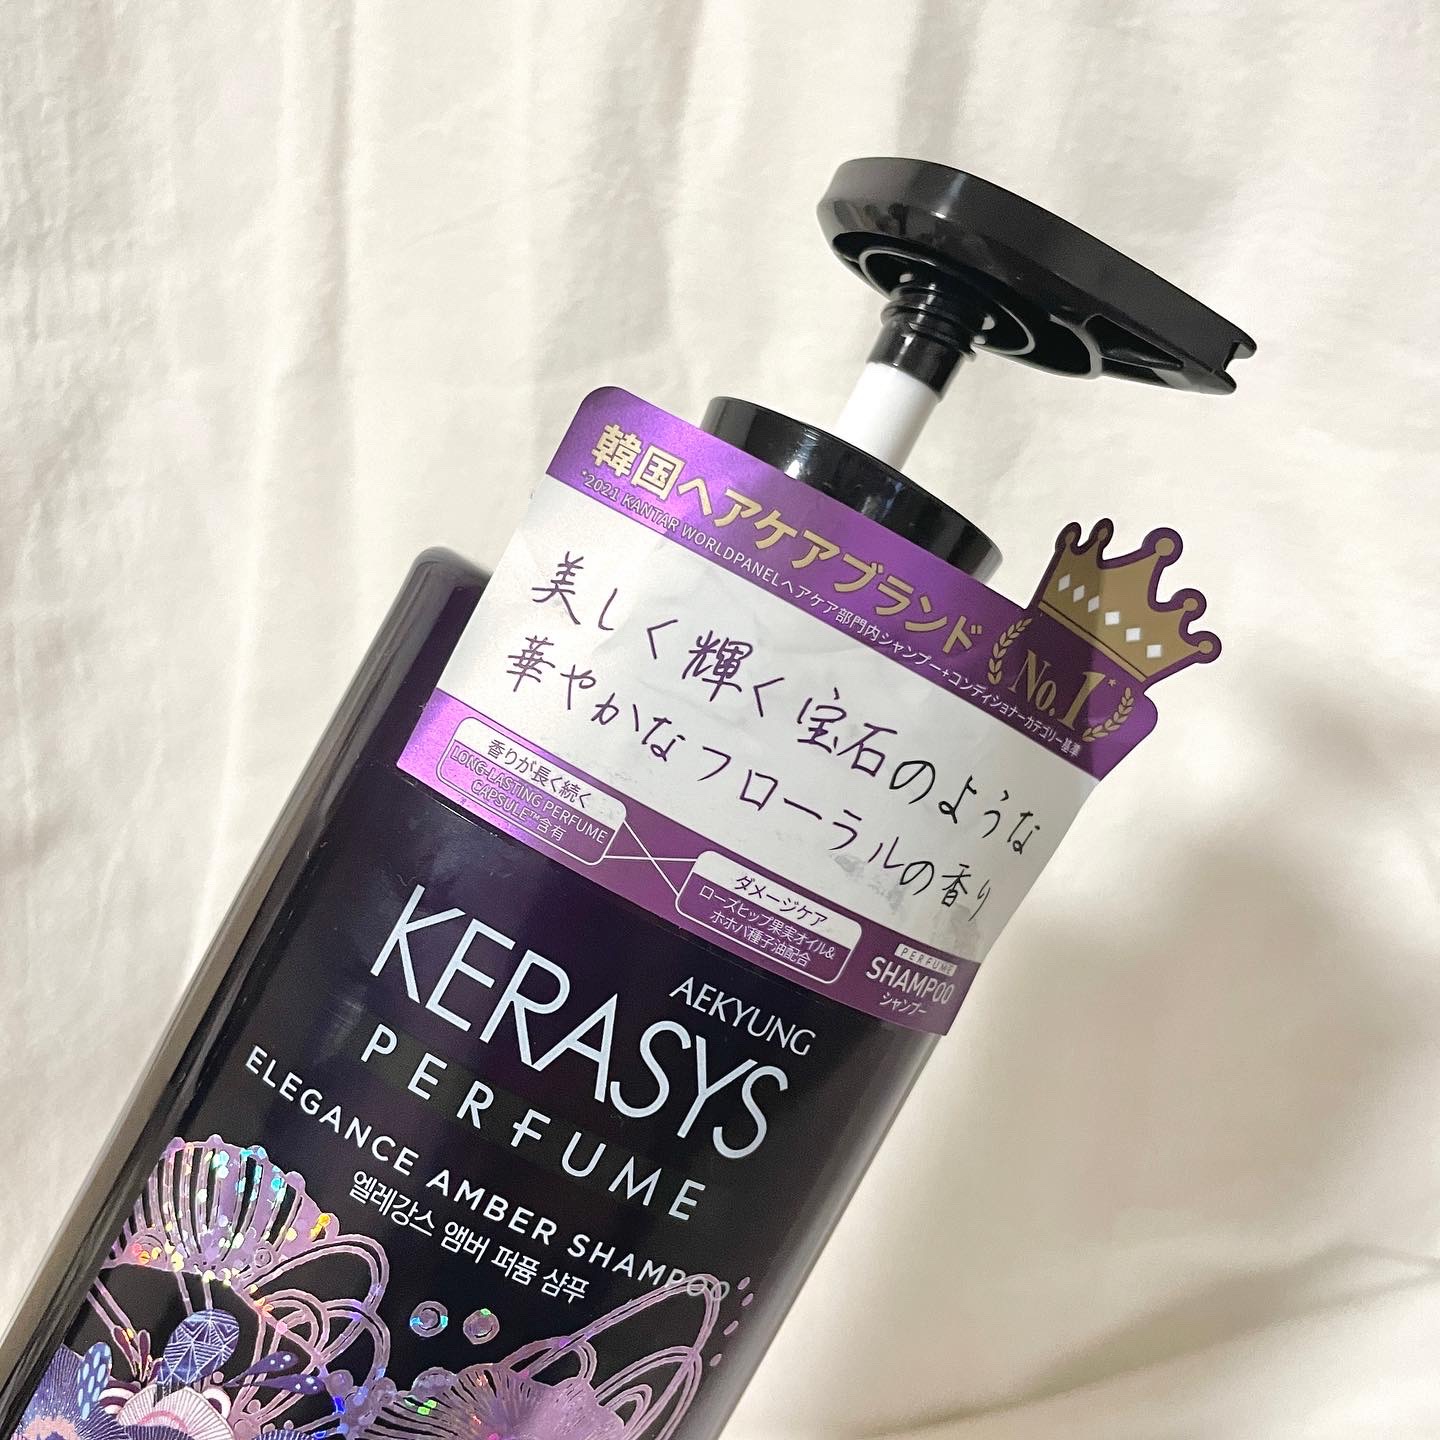 韓国ヘアケアブランド
No.1*
*2021 KANTAR WORLDPANELヘアケア部門内シャンプー+コンディショナーカテゴリー基準
美しく輝く宝石のような
華やかなフローラルの香り
香りが長く続く
LONG-LASTING PERFUME
CAPSULE™含有
ダメージケア
ローズヒップ果実オイル&
ホホバ種子油配合
PERFUME
SHAMPOO
シャンプー
AEKYUNG
KERASYS
PERFUME
ELEGANCE AMBER SHAMPOO
엘레강스 앰버 퍼퓸 샴푸